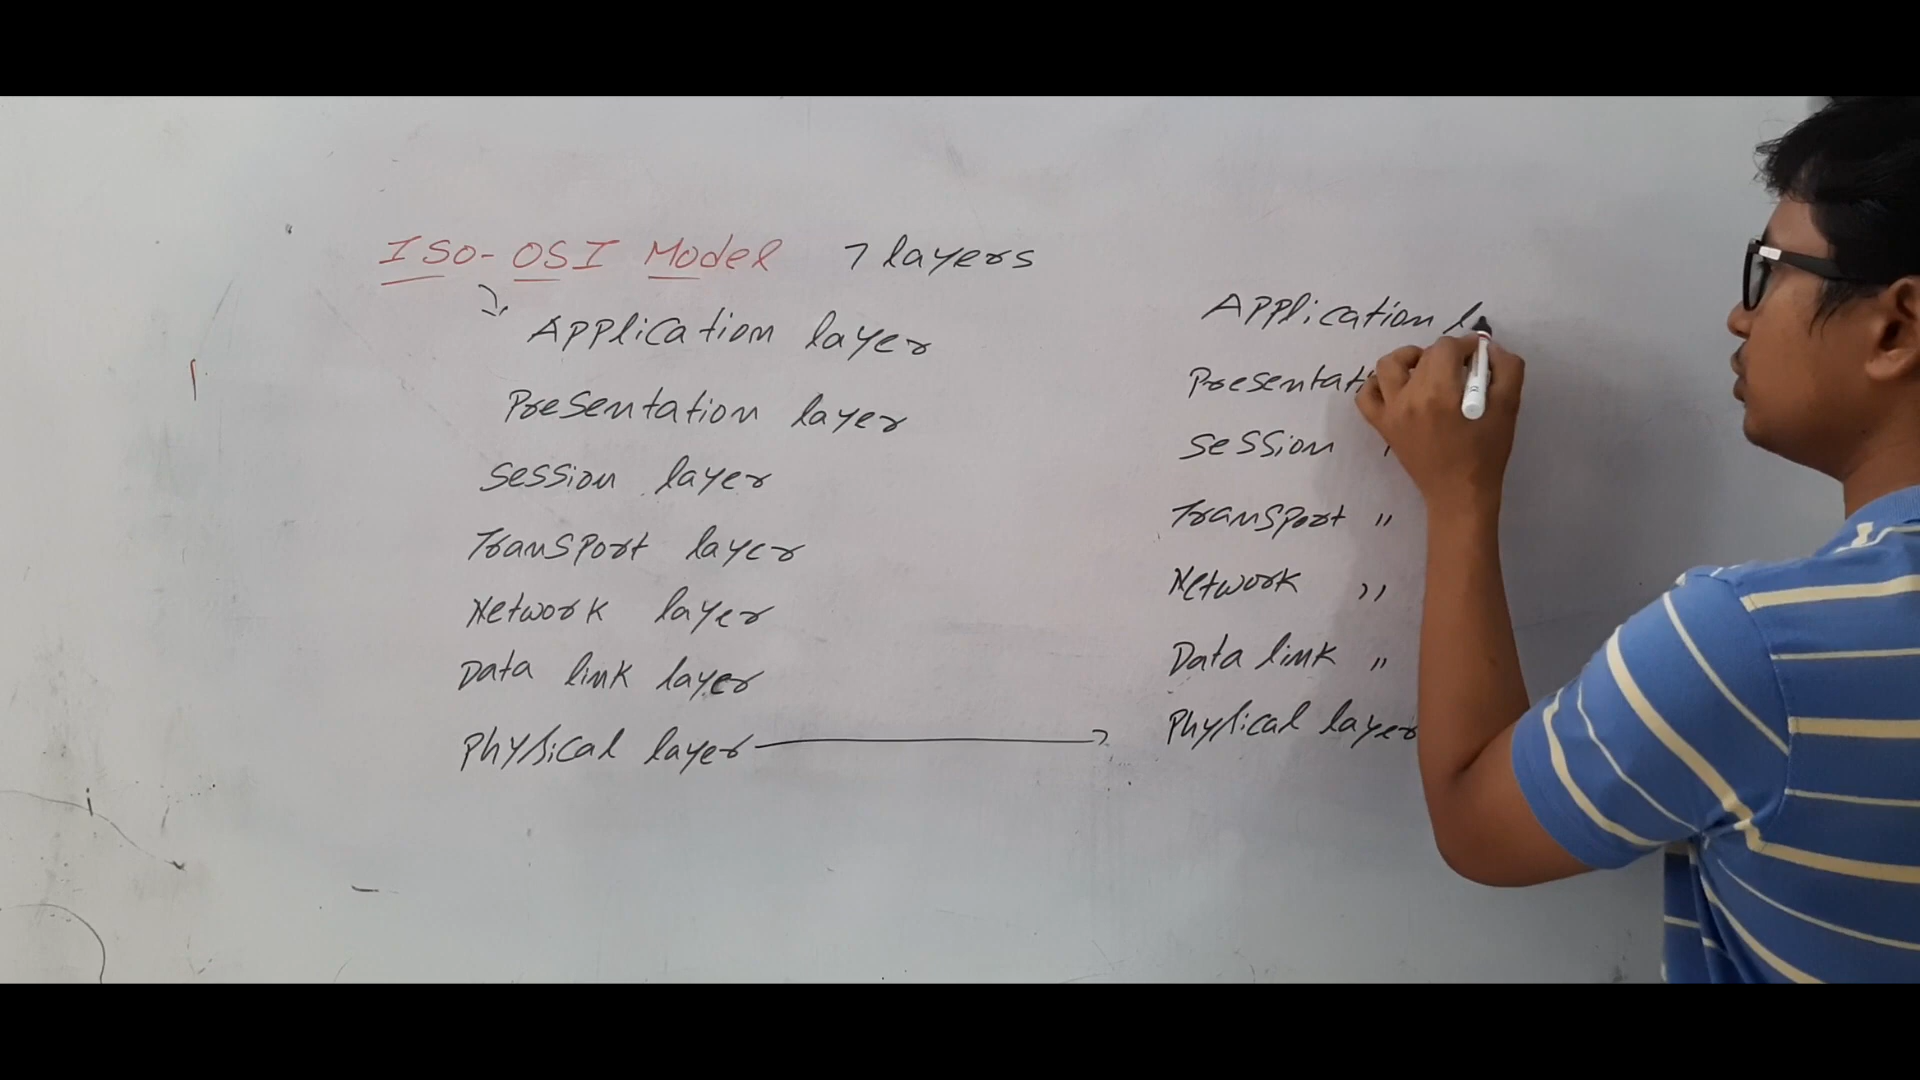 ISO-OSI Model 7 layers
Application layer
Presentation layer
Session layer
Transport layer
Network layer
Data link layer
Physical layer
Application l
Presentati
Session
Transport "
Network "
Data link "
Physical layer